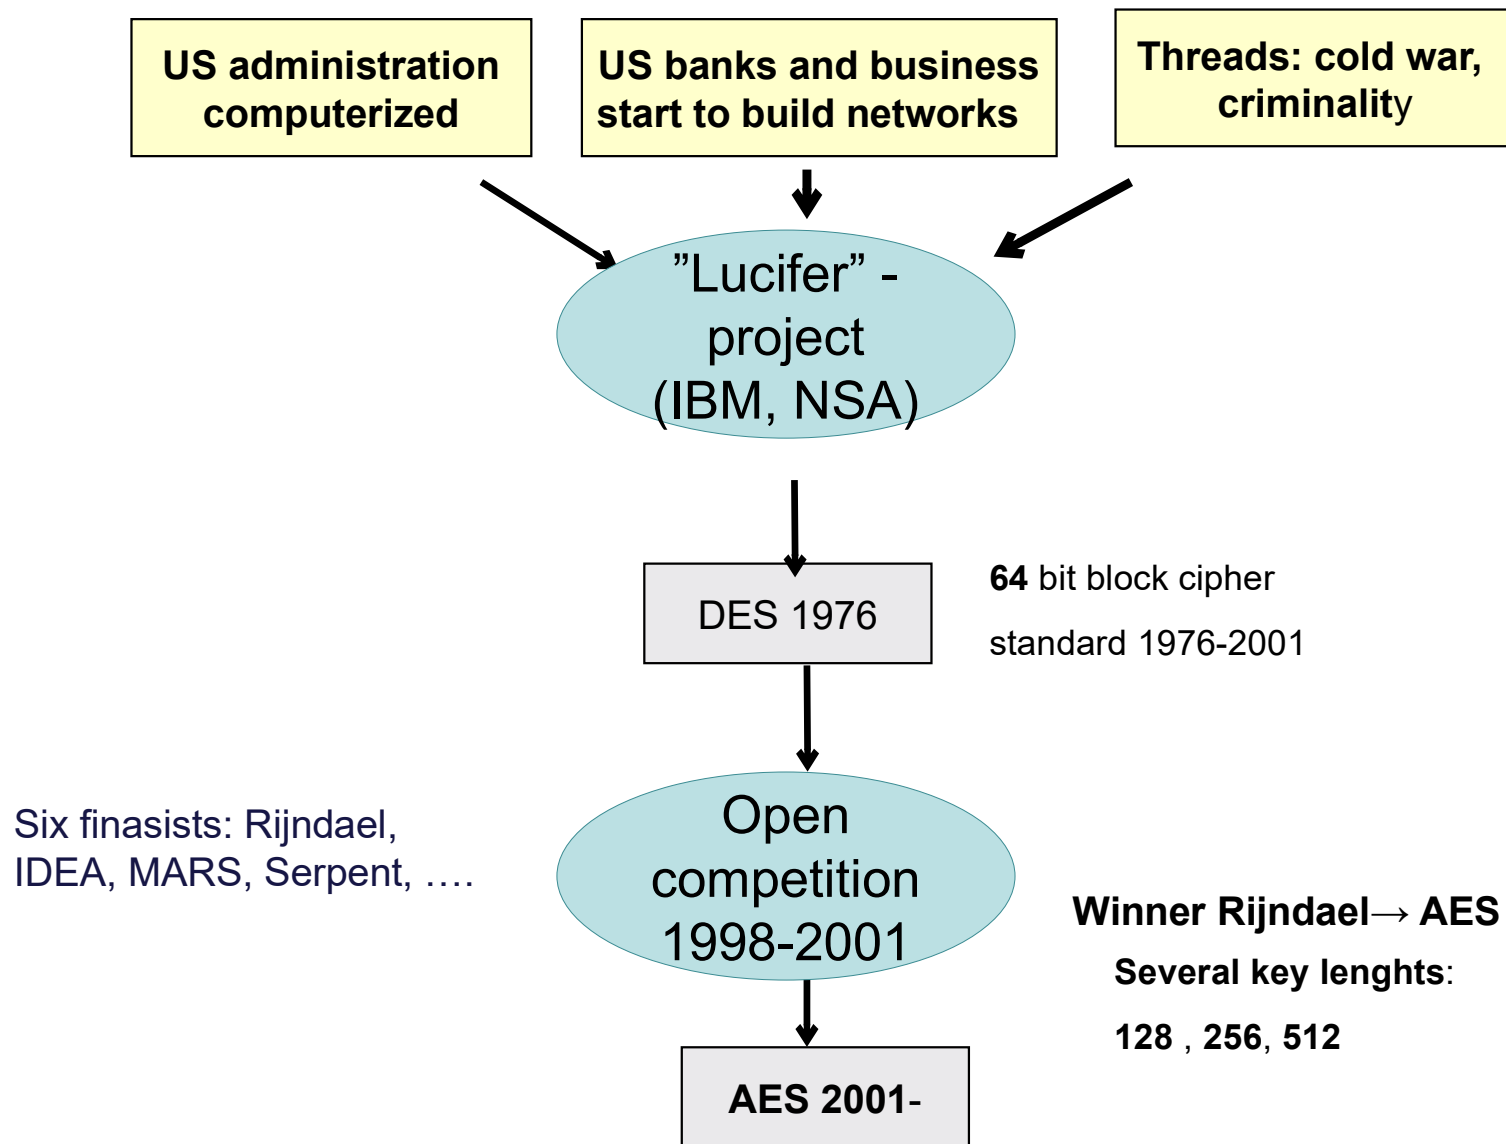 US administration
computerized
US banks and business
start to build networks
Threads: cold war,
criminality
”Lucifer” -
project
(IBM, NSA)
DES 1976
64 bit block cipher
standard 1976-2001
Six finasists: Rijndael,
IDEA, MARS, Serpent, ....
Open
competition
1998-2001
Winner Rijndael→ AES
Several key lenghts:
128 , 256, 512
AES 2001-